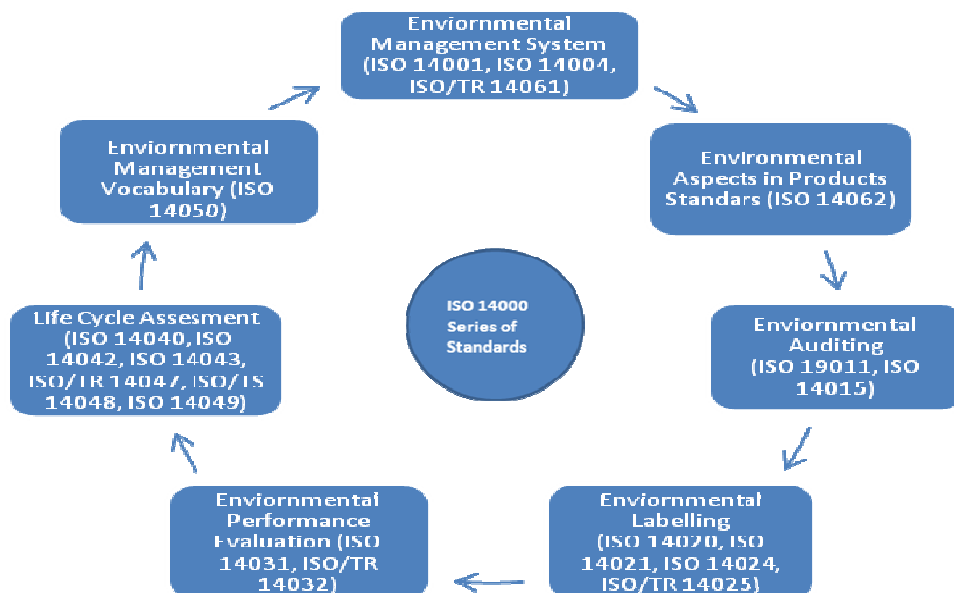 Enviornmental
Management System
(ISO 14001, ISO 14004,
ISO/TR 14061)
Environmental
Aspects in Products
Standars (ISO 14062)
Enviornmental
Auditing
(ISO 19011, ISO
14015)
Enviornmental
Labelling
(ISO 14020, ISO
14021, ISO 14024,
ISO/TR 14025)
Enviornmental
Performance
Evaluation (ISO
14031, ISO/TR
14032)
Life Cycle Assesment
(ISO 14040, ISO
14042, ISO 14043,
ISO/TR 14047, ISO/TS
14048, ISO 14049)
Enviornmental
Management
Vocabulary (ISO
14050)
ISO 14000
Series of
Standards